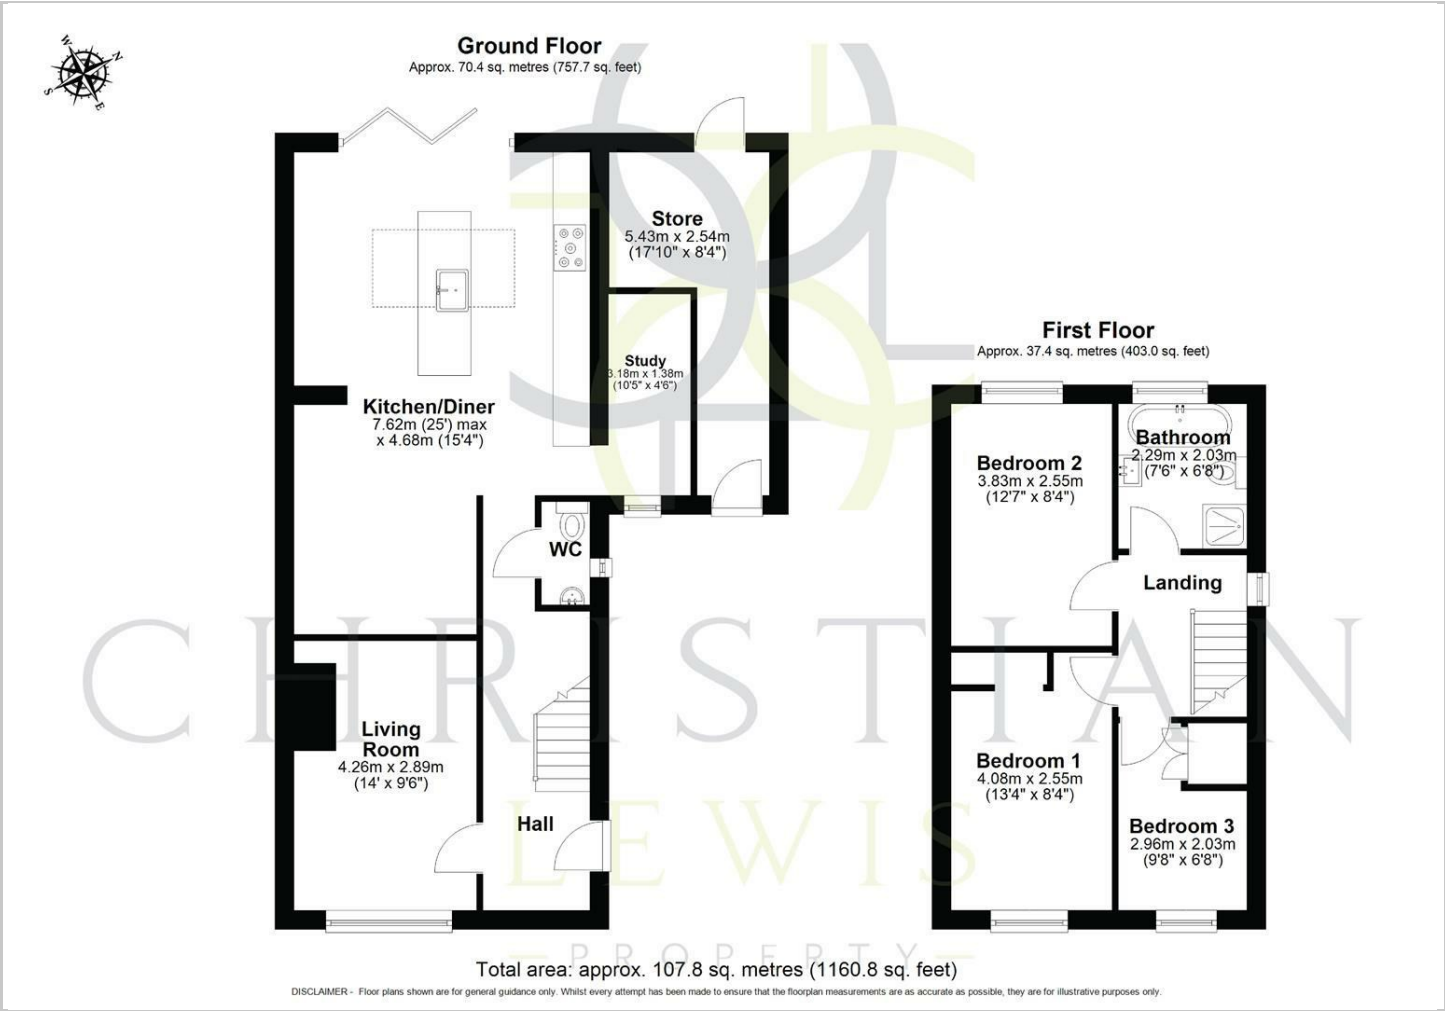 W
N
S
E
Ground Floor
Approx. 70.4 sq. metres (757.7 sq. feet)
Store
5.43m x 2.54m
(17'10" x 8'4")
Study
3.18m x 1.38m
(10'5" x 4'6")
Kitchen/Diner
7.62m (25') max
x 4.68m (15'4")
WC
Living
Room
4.26m x 2.89m
(14' x 9'6")
Hall
First Floor
Approx. 37.4 sq. metres (403.0 sq. feet)
Bedroom 2
3.83m x 2.55m
(12'7" x 8'4")
Bathroom
2.29m x 2.03m
(7'6" x 6'8")
Landing
Bedroom 1
4.08m x 2.55m
(13'4" x 8'4")
Bedroom 3
2.96m x 2.03m
(9'8" x 6'8")
CHRISTIAN
LEWIS
PROPERTY
Total area: approx. 107.8 sq. metres (1160.8 sq. feet)
DISCLAIMER - Floor plans shown are for general guidance only. Whilst every attempt has been made to ensure that the floorplan measurements are as accurate as possible, they are for illustrative purposes only.